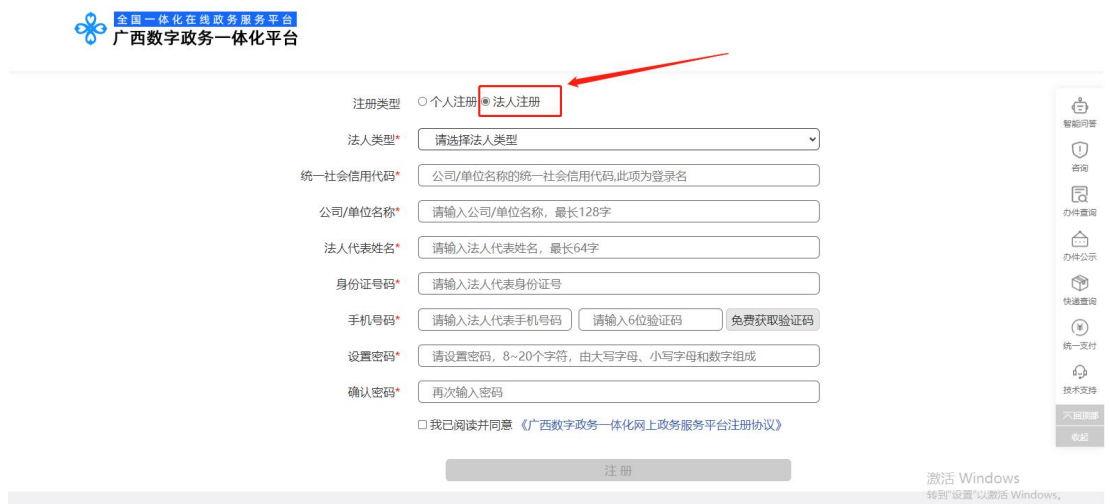 全国一体化在线政务服务平台
广西数字政务一体化平台
注册类型 个人注册 法人注册
法人类型* 请选择法人类型
统一社会信用代码* 公司/单位名称的统一社会信用代码,此项为登录名
公司/单位名称* 请输入公司/单位名称，最长128字
法人代表姓名* 请输入法人代表姓名，最长64字
身份证号码* 请输入法人代表身份证号
手机号码* 请输入法人代表手机号码 请输入6位验证码 免费获取验证码
设置密码* 请设置密码，8~20个字符，由大写字母、小写字母和数字组成
确认密码* 再次输入密码
我已阅读并同意 《广西数字政务一体化网上政务服务平台注册协议》
注 册
智能问答
咨询
办件查询
办件公示
快递查询
统一支付
技术支持
回顶部
收起
激活 Windows
转到"设置"以激活 Windows。